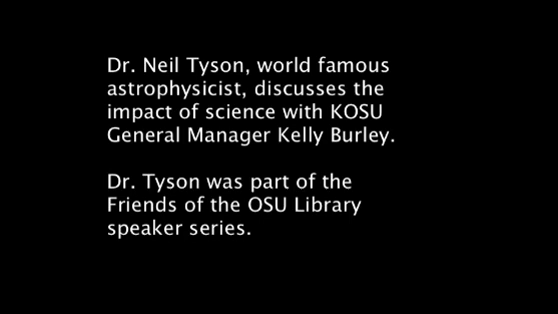 Dr. Neil Tyson, world famous
astrophysicist, discusses the
impact of science with KOSU
General Manager Kelly Burley.
Dr. Tyson was part of the
Friends of the OSU Library
speaker series.